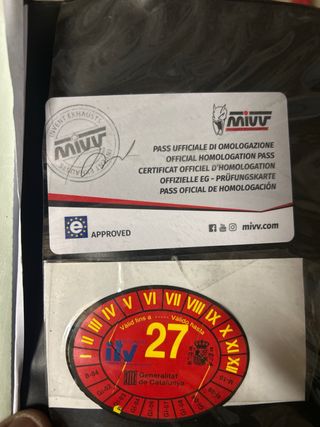 mivv
MIVV
PASS UFFICIALE DI OMOLOGAZIONE
OFFICIAL HOMOLOGATION PASS
CERTIFICAT OFFICIEL D'HOMOLOGATION
OFFIZIELLE EG - PRÜFUNGSKARTE
PASS OFICIAL DE HOMOLOGACIÓN
e APPROVED
mivv.com
I II III IV V VI VII VIII IX X XI XII
Vàlid fins a ····· Válido hasta
27
itv
Generalitat
de Catalunya
B-94